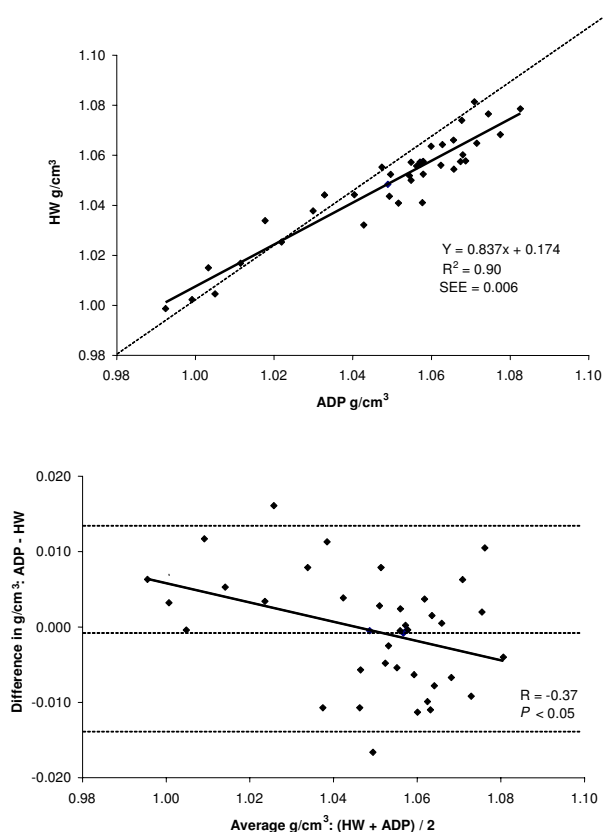 1.10
1.08
1.06
1.04
1.02
1.00
0.98
HW g/cm³
Y = 0.837x + 0.174
R² = 0.90
SEE = 0.006
0.98 1.00 1.02 1.04 1.06 1.08 1.10
ADP g/cm³
0.020
0.010
0.000
-0.010
-0.020
Difference in g/cm³: ADP - HW
R = -0.37
P < 0.05
0.98 1.00 1.02 1.04 1.06 1.08 1.10
Average g/cm³: (HW + ADP) / 2